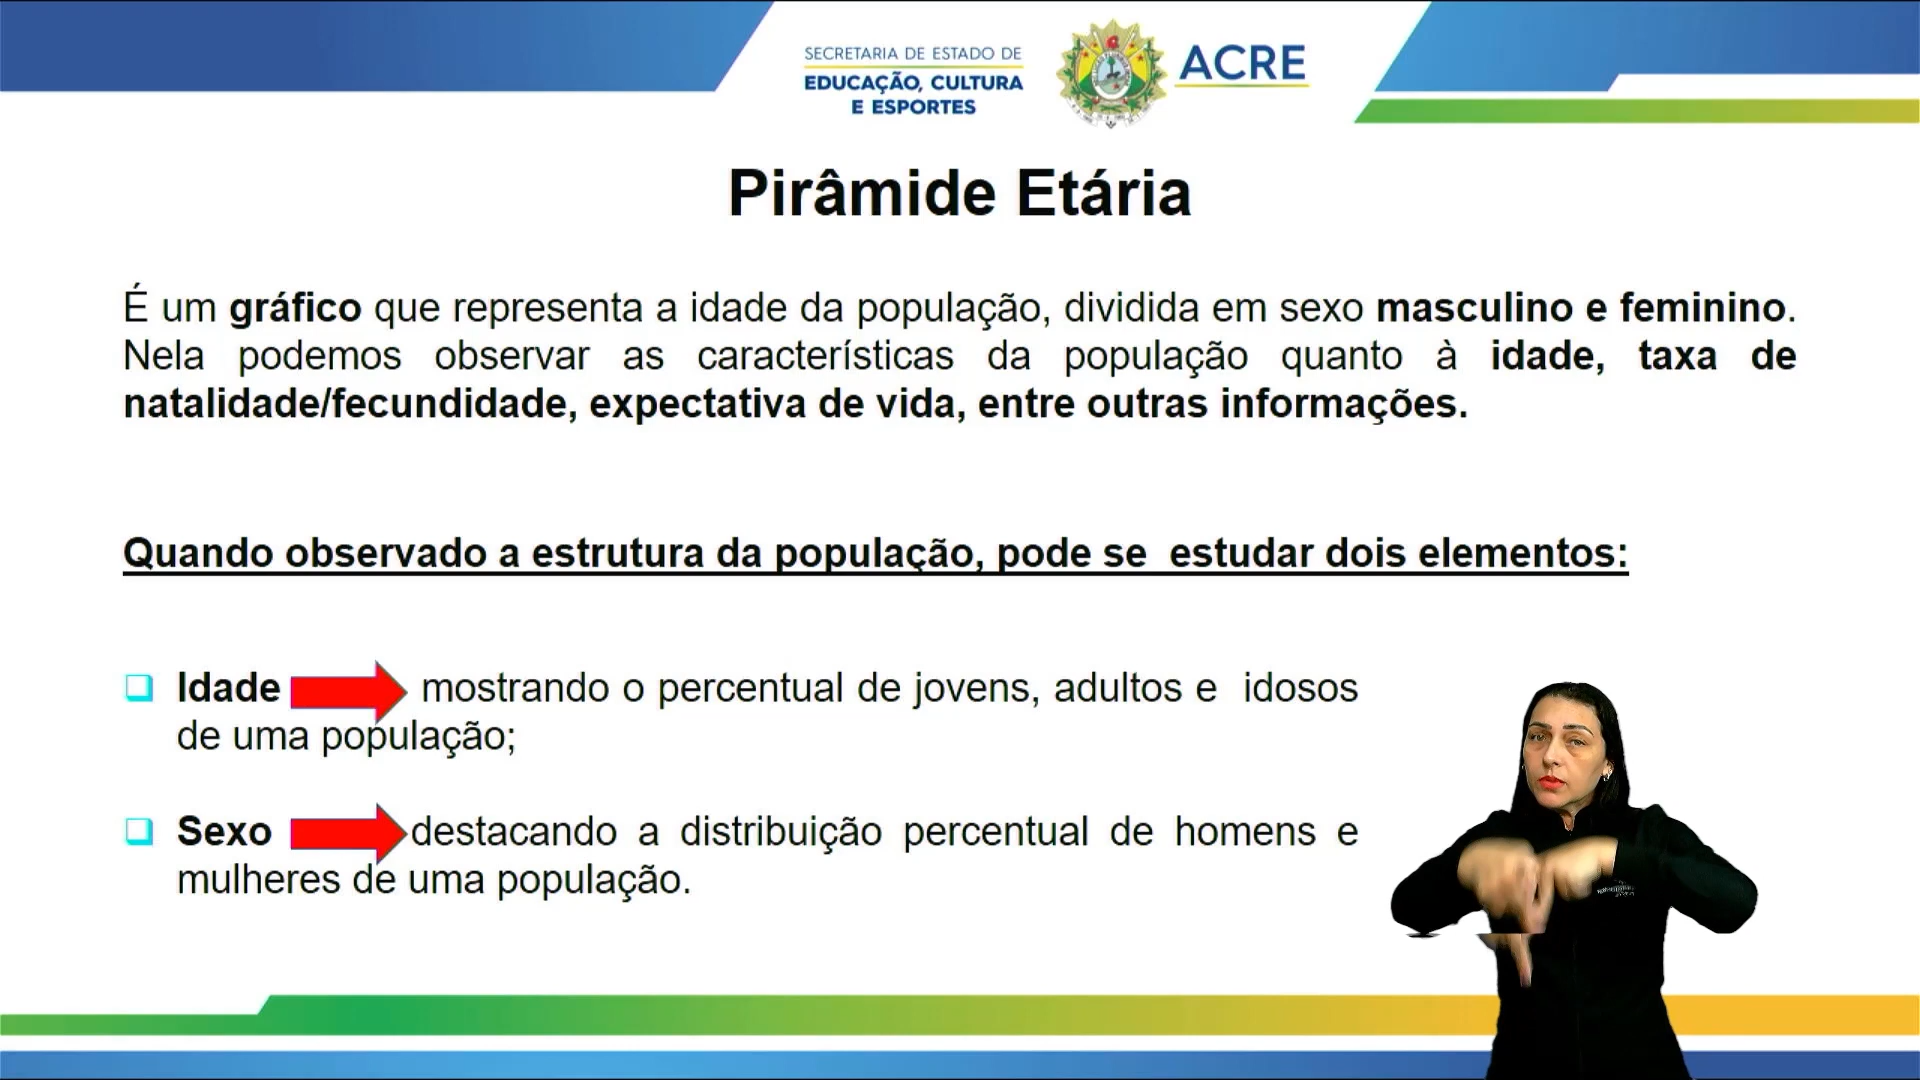 SECRETARIA DE ESTADO DE
EDUCAÇÃO, CULTURA
E ESPORTES
ACRE
Pirâmide Etária
É um gráfico que representa a idade da população, dividida em sexo masculino e feminino.
Nela podemos observar as características da população quanto à idade, taxa de
natalidade/fecundidade, expectativa de vida, entre outras informações.
Quando observado a estrutura da população, pode se estudar dois elementos:
Idade mostrando o percentual de jovens, adultos e idosos
de uma população;
Sexo destacando a distribuição percentual de homens e
mulheres de uma população.